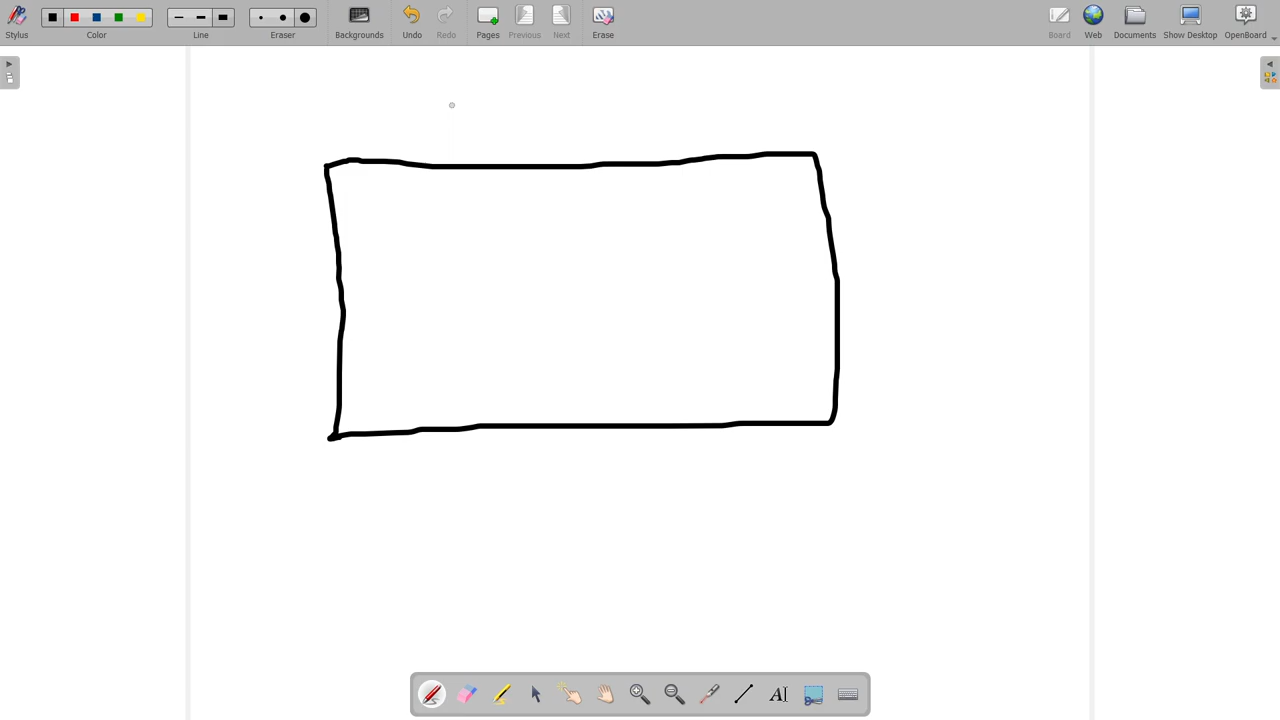 Stylus
Color
Line
Eraser
Backgrounds
Undo
Redo
Pages
Previous
Next
Erase
Board
Web
Documents
Show Desktop
OpenBoard